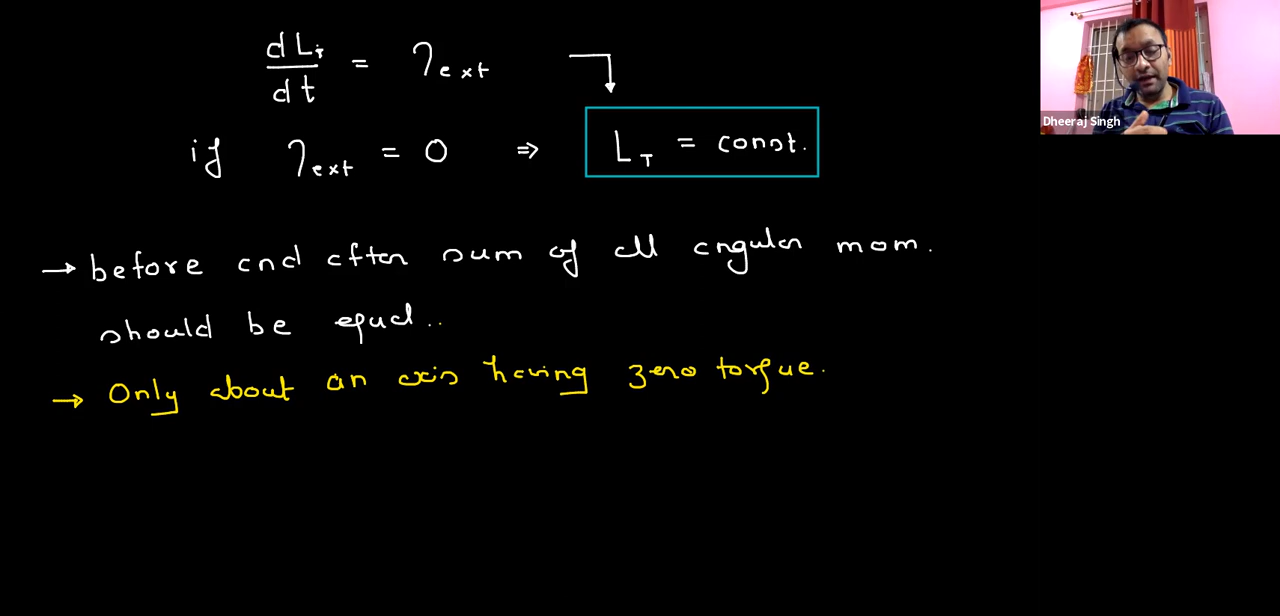 dL_T/dt = τ_ext
if τ_ext = 0 ⇒ L_T = const.
→ before and after sum of all angular mom.
should be equal..
→ Only about an axis having zero torque.
Dheeraj Singh